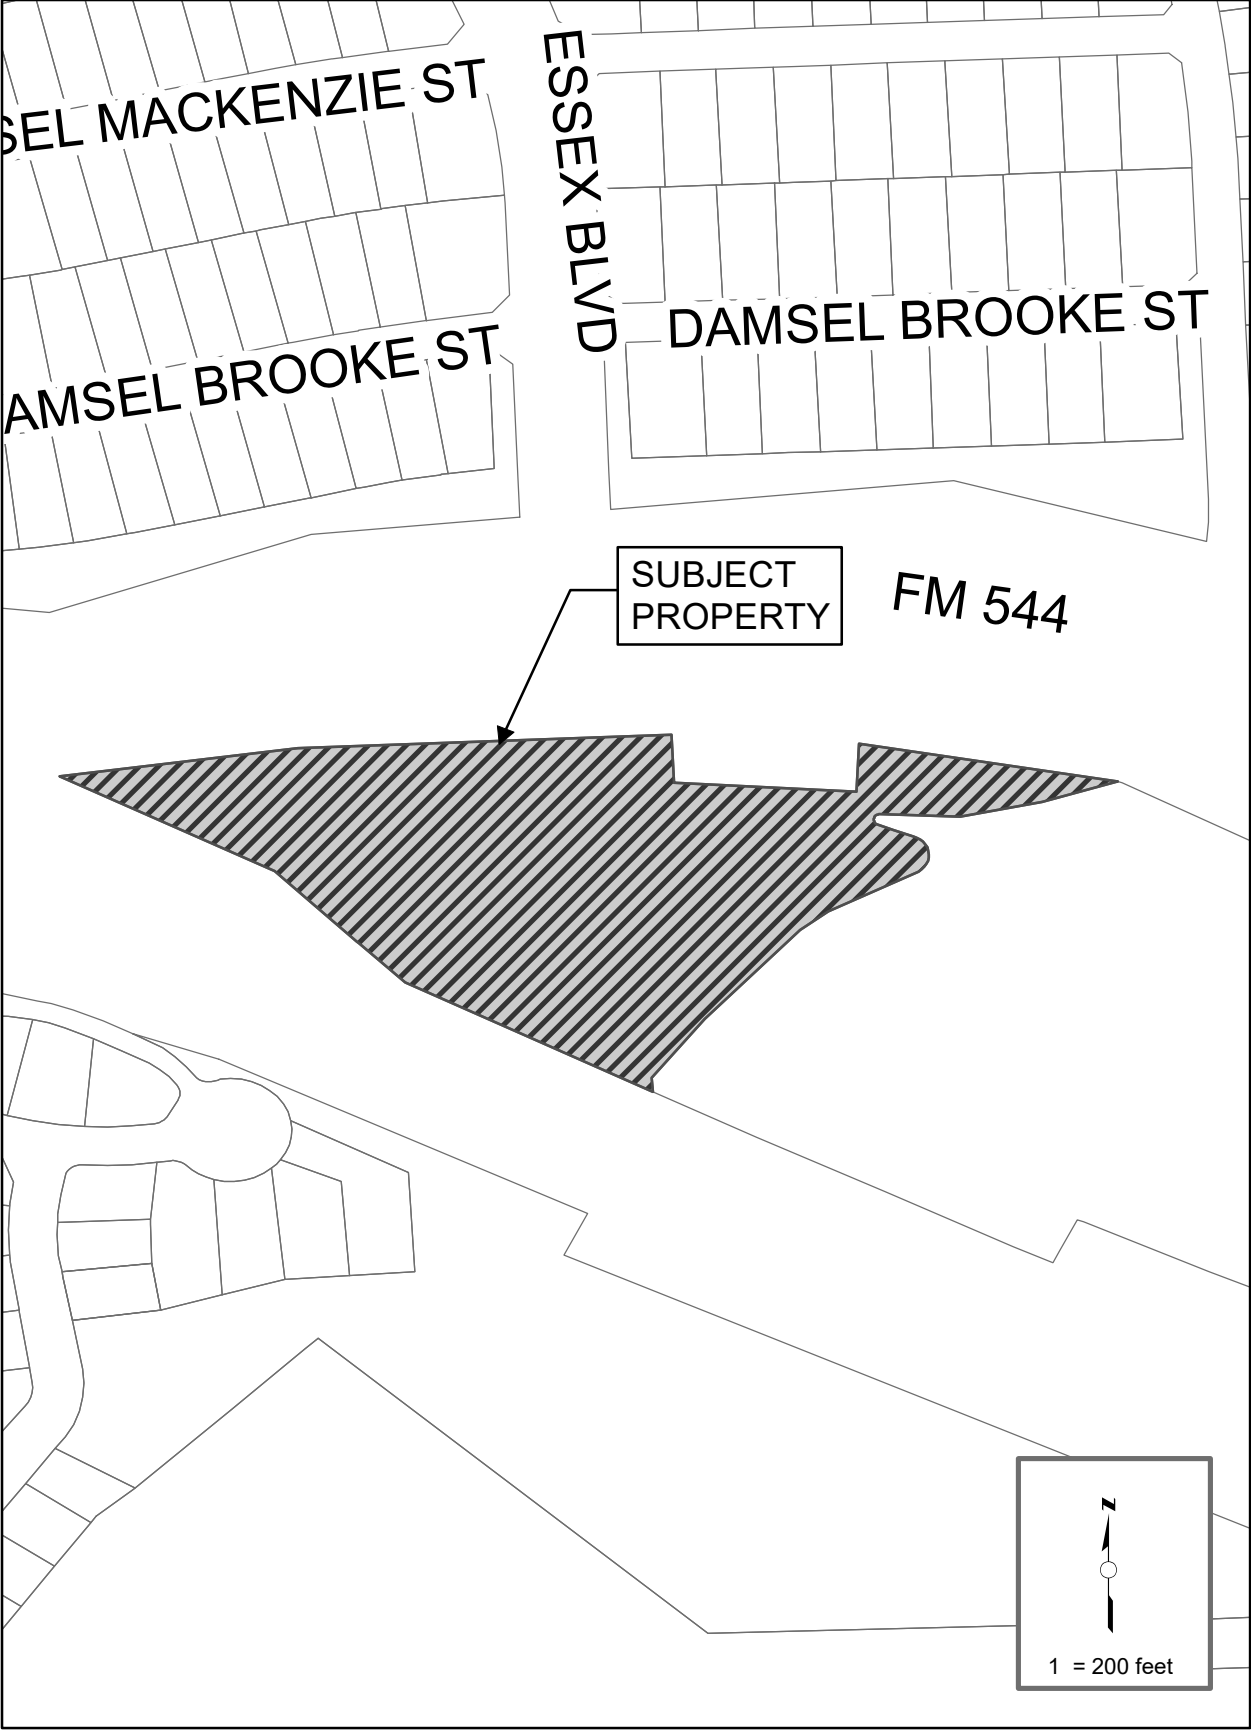 SEL MACKENZIE ST
ESSEX BLVD
DAMSEL BROOKE ST
AMSEL BROOKE ST
SUBJECT
PROPERTY
FM 544
N
1 = 200 feet